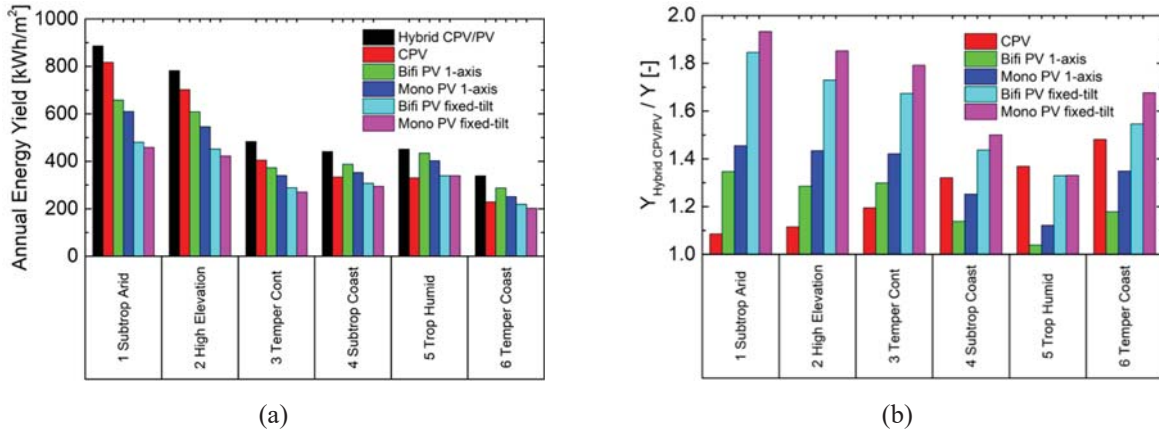 Annual Energy Yield [kWh/m²]
1000
800
600
400
200
0
Hybrid CPV/PV
CPV
Bifi PV 1-axis
Mono PV 1-axis
Bifi PV fixed-tilt
Mono PV fixed-tilt
1 Subtrop Arid
2 High Elevation
3 Temper Cont
4 Subtrop Coast
5 Trop Humid
6 Temper Coast
(a)
Y Hybrid CPV/PV / Y [-]
2.0
1.8
1.6
1.4
1.2
1.0
CPV
Bifi PV 1-axis
Mono PV 1-axis
Bifi PV fixed-tilt
Mono PV fixed-tilt
1 Subtrop Arid
2 High Elevation
3 Temper Cont
4 Subtrop Coast
5 Trop Humid
6 Temper Coast
(b)